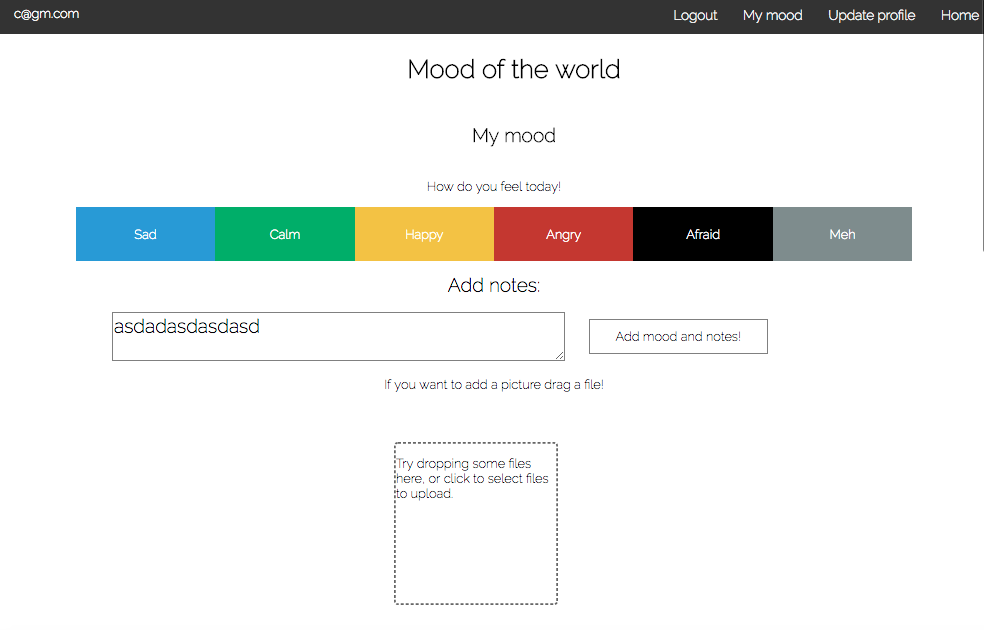 c@gm.com
Logout My mood Update profile Home
Mood of the world
My mood
How do you feel today!
Sad Calm Happy Angry Afraid Meh
Add notes:
asdadasdasdasd
Add mood and notes!
If you want to add a picture drag a file!
Try dropping some files
here, or click to select files
to upload.